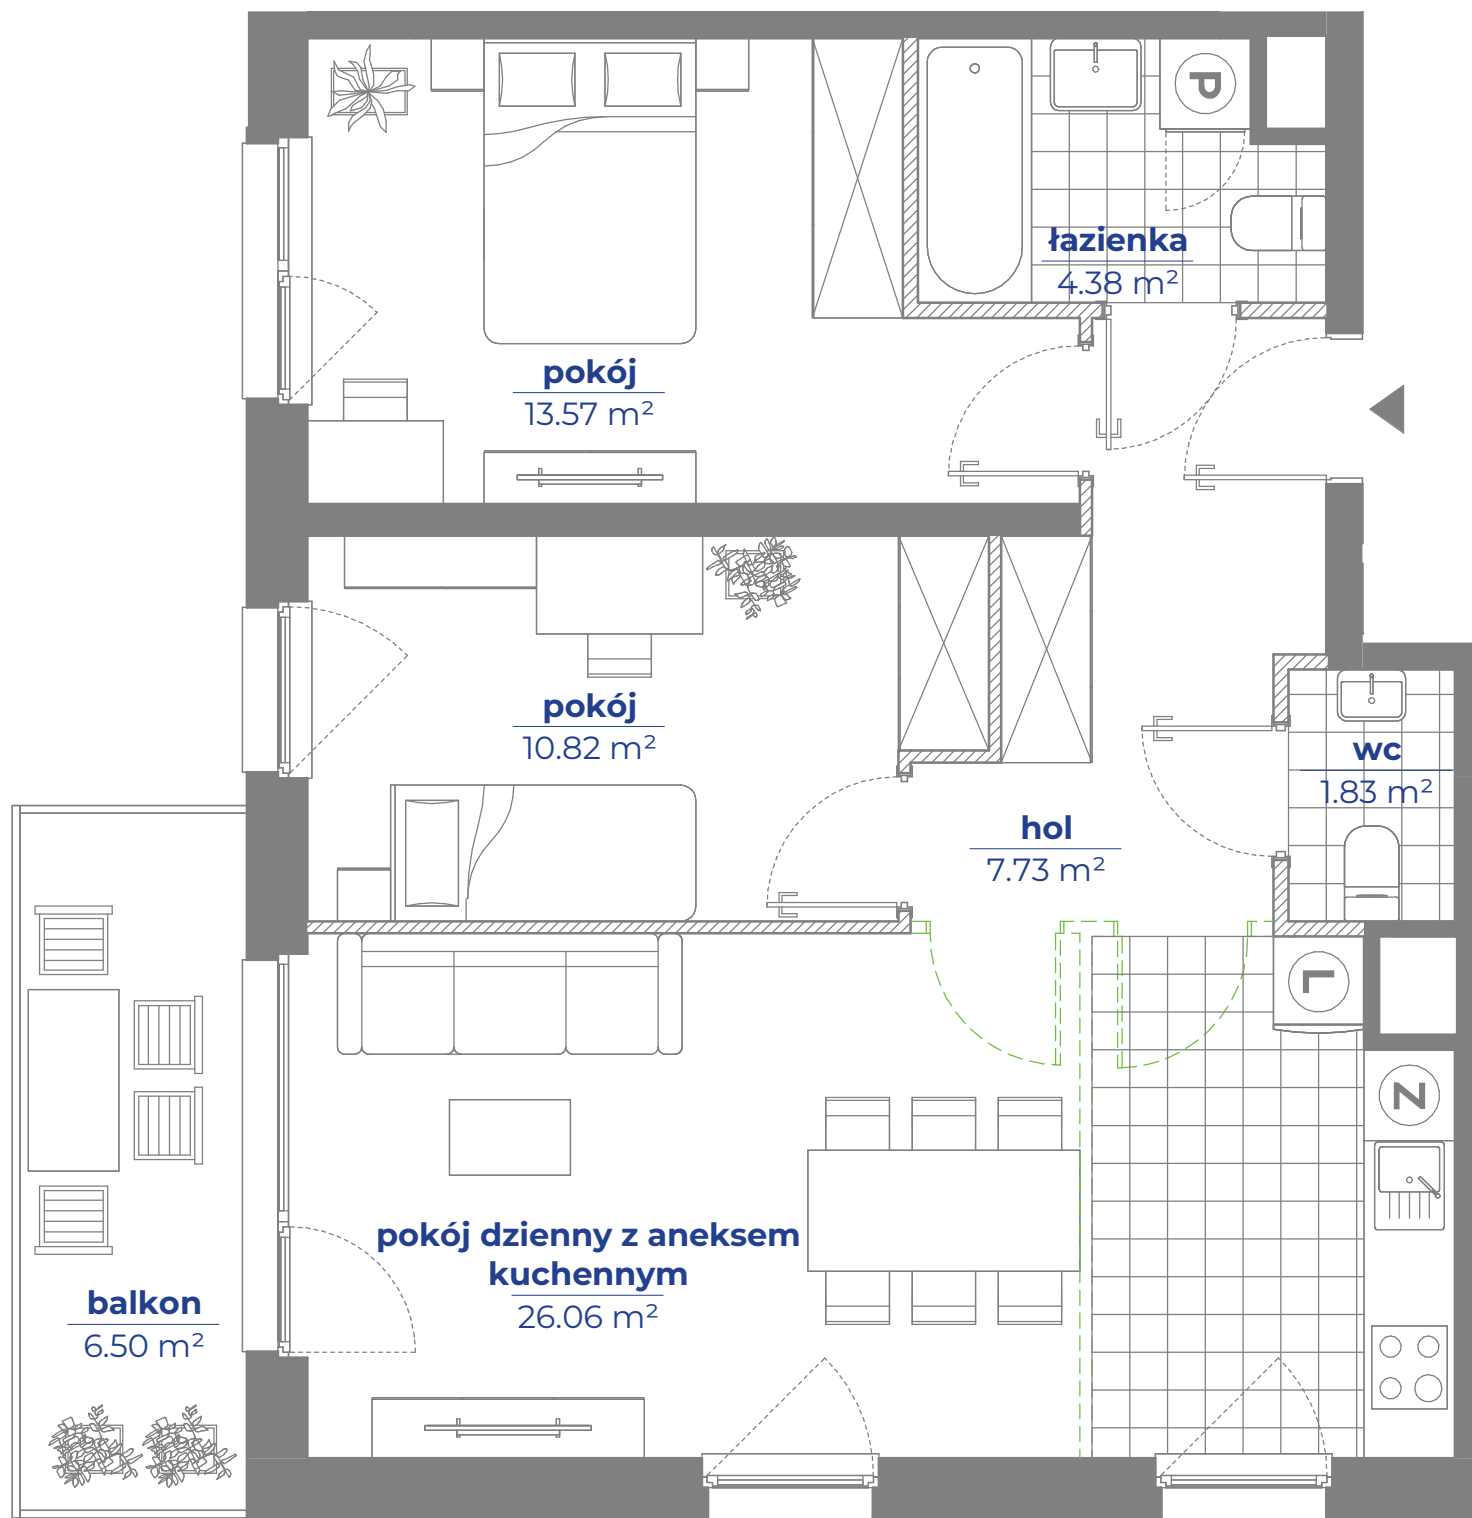 P
łazienka
4.38 m²
pokój
13.57 m²
pokój
10.82 m²
wc
1.83 m²
hol
7.73 m²
L
Z
pokój dzienny z aneksem
kuchennym
26.06 m²
balkon
6.50 m²